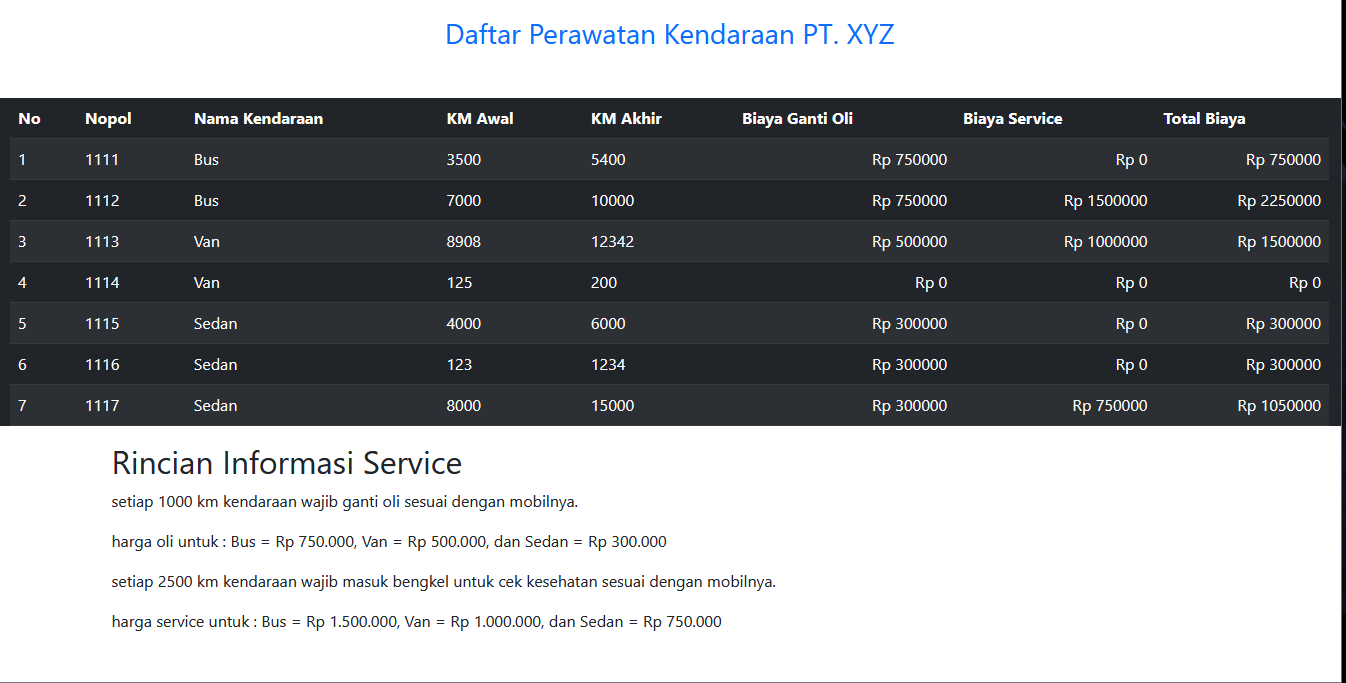 Daftar Perawatan Kendaraan PT. XYZ
No Nopol Nama Kendaraan KM Awal KM Akhir Biaya Ganti Oli Biaya Service Total Biaya
1 1111 Bus 3500 5400 Rp 750000 Rp 0 Rp 750000
2 1112 Bus 7000 10000 Rp 750000 Rp 1500000 Rp 2250000
3 1113 Van 8908 12342 Rp 500000 Rp 1000000 Rp 1500000
4 1114 Van 125 200 Rp 0 Rp 0 Rp 0
5 1115 Sedan 4000 6000 Rp 300000 Rp 0 Rp 300000
6 1116 Sedan 123 1234 Rp 300000 Rp 0 Rp 300000
7 1117 Sedan 8000 15000 Rp 300000 Rp 750000 Rp 1050000
Rincian Informasi Service
setiap 1000 km kendaraan wajib ganti oli sesuai dengan mobilnya.
harga oli untuk : Bus = Rp 750.000, Van = Rp 500.000, dan Sedan = Rp 300.000
setiap 2500 km kendaraan wajib masuk bengkel untuk cek kesehatan sesuai dengan mobilnya.
harga service untuk : Bus = Rp 1.500.000, Van = Rp 1.000.000, dan Sedan = Rp 750.000